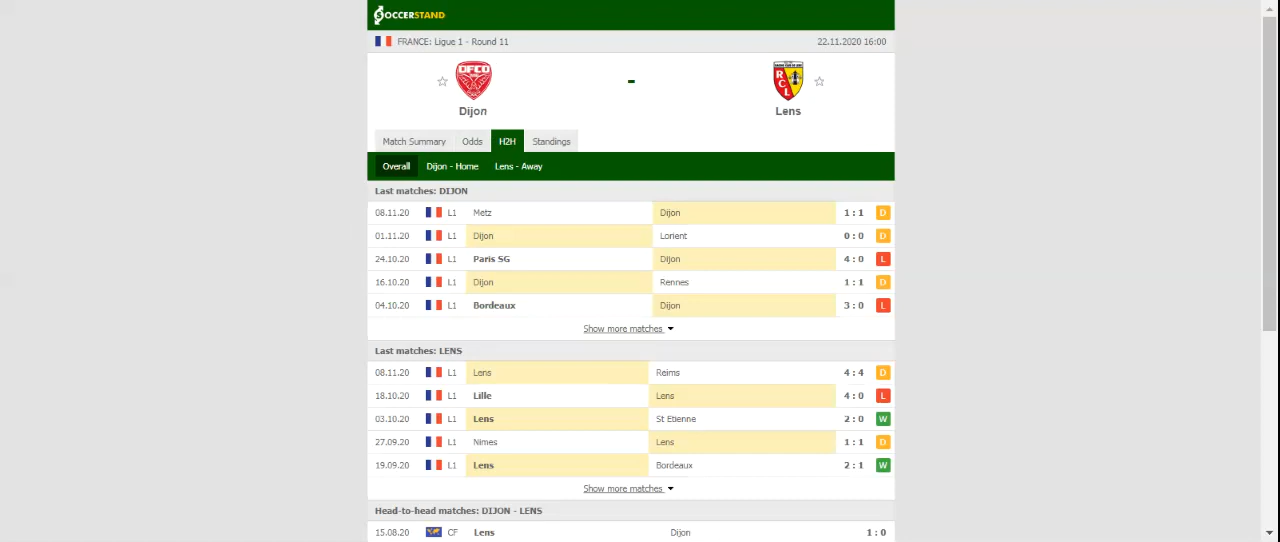 SOCCERSTAND
FRANCE: Ligue 1 - Round 11 22.11.2020 16:00
DFCO RACING CLUB DE LENS
RCL
-
Dijon Lens
Match Summary Odds H2H Standings
Overall Dijon - Home Lens - Away
Last matches: DIJON
08.11.20 L1 Metz Dijon 1 : 1 D
01.11.20 L1 Dijon Lorient 0 : 0 D
24.10.20 L1 Paris SG Dijon 4 : 0 L
16.10.20 L1 Dijon Rennes 1 : 1 D
04.10.20 L1 Bordeaux Dijon 3 : 0 L
Show more matches
Last matches: LENS
08.11.20 L1 Lens Reims 4 : 4 D
18.10.20 L1 Lille Lens 4 : 0 L
03.10.20 L1 Lens St Etienne 2 : 0 W
27.09.20 L1 Nimes Lens 1 : 1 D
19.09.20 L1 Lens Bordeaux 2 : 1 W
Show more matches
Head-to-head matches: DIJON - LENS
15.08.20 CF Lens Dijon 1 : 0